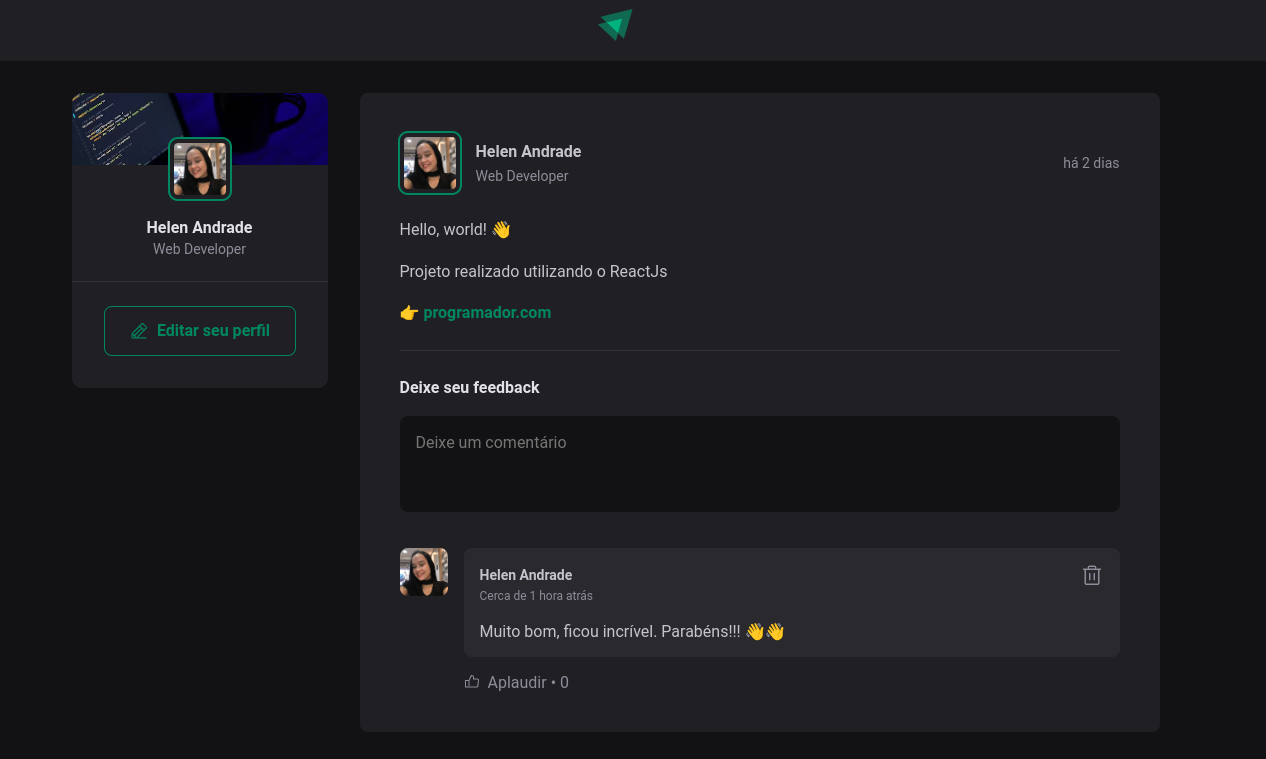 Helen Andrade
Web Developer
Editar seu perfil
Helen Andrade
Web Developer
há 2 dias
Hello, world! 👋
Projeto realizado utilizando o ReactJs
👉 programador.com
Deixe seu feedback
Deixe um comentário
Helen Andrade
Cerca de 1 hora atrás
Muito bom, ficou incrível. Parabéns!!! 👋👋
Aplaudir • 0